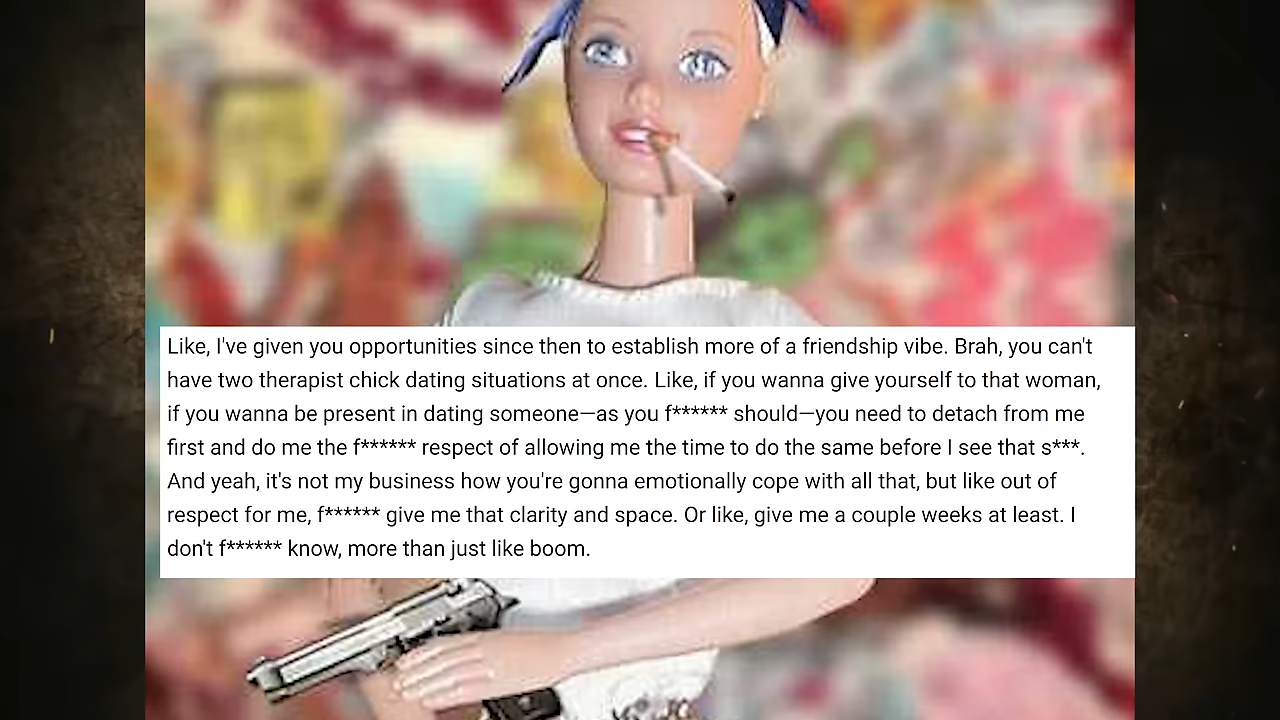 Like, I've given you opportunities since then to establish more of a friendship vibe. Brah, you can't
have two therapist chick dating situations at once. Like, if you wanna give yourself to that woman,
if you wanna be present in dating someone—as you f****** should—you need to detach from me
first and do me the f****** respect of allowing me the time to do the same before I see that s***.
And yeah, it's not my business how you're gonna emotionally cope with all that, but like out of
respect for me, f****** give me that clarity and space. Or like, give me a couple weeks at least. I
don't f****** know, more than just like boom.